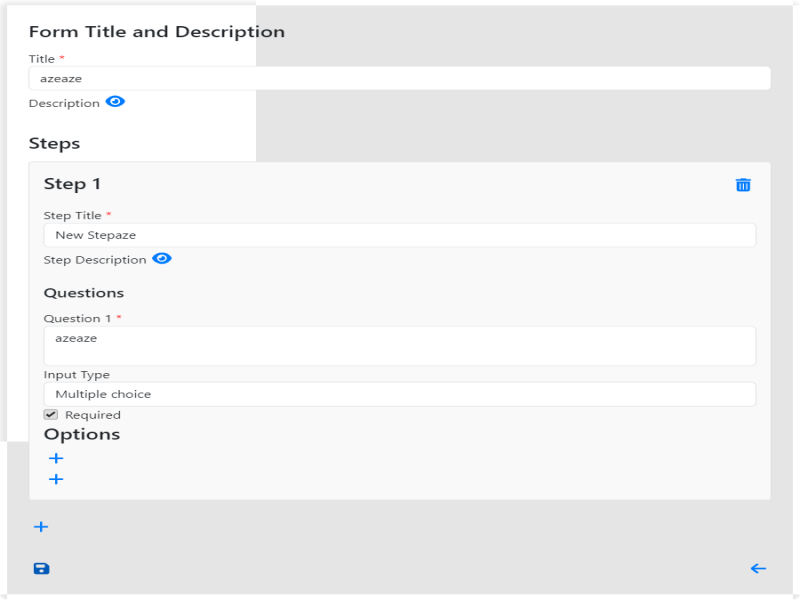 Form Title and Description
Title *
azeaze
Description
Steps
Step 1
Step Title *
New Stepaze
Step Description
Questions
Question 1 *
azeaze
Input Type
Multiple choice
Required
Options